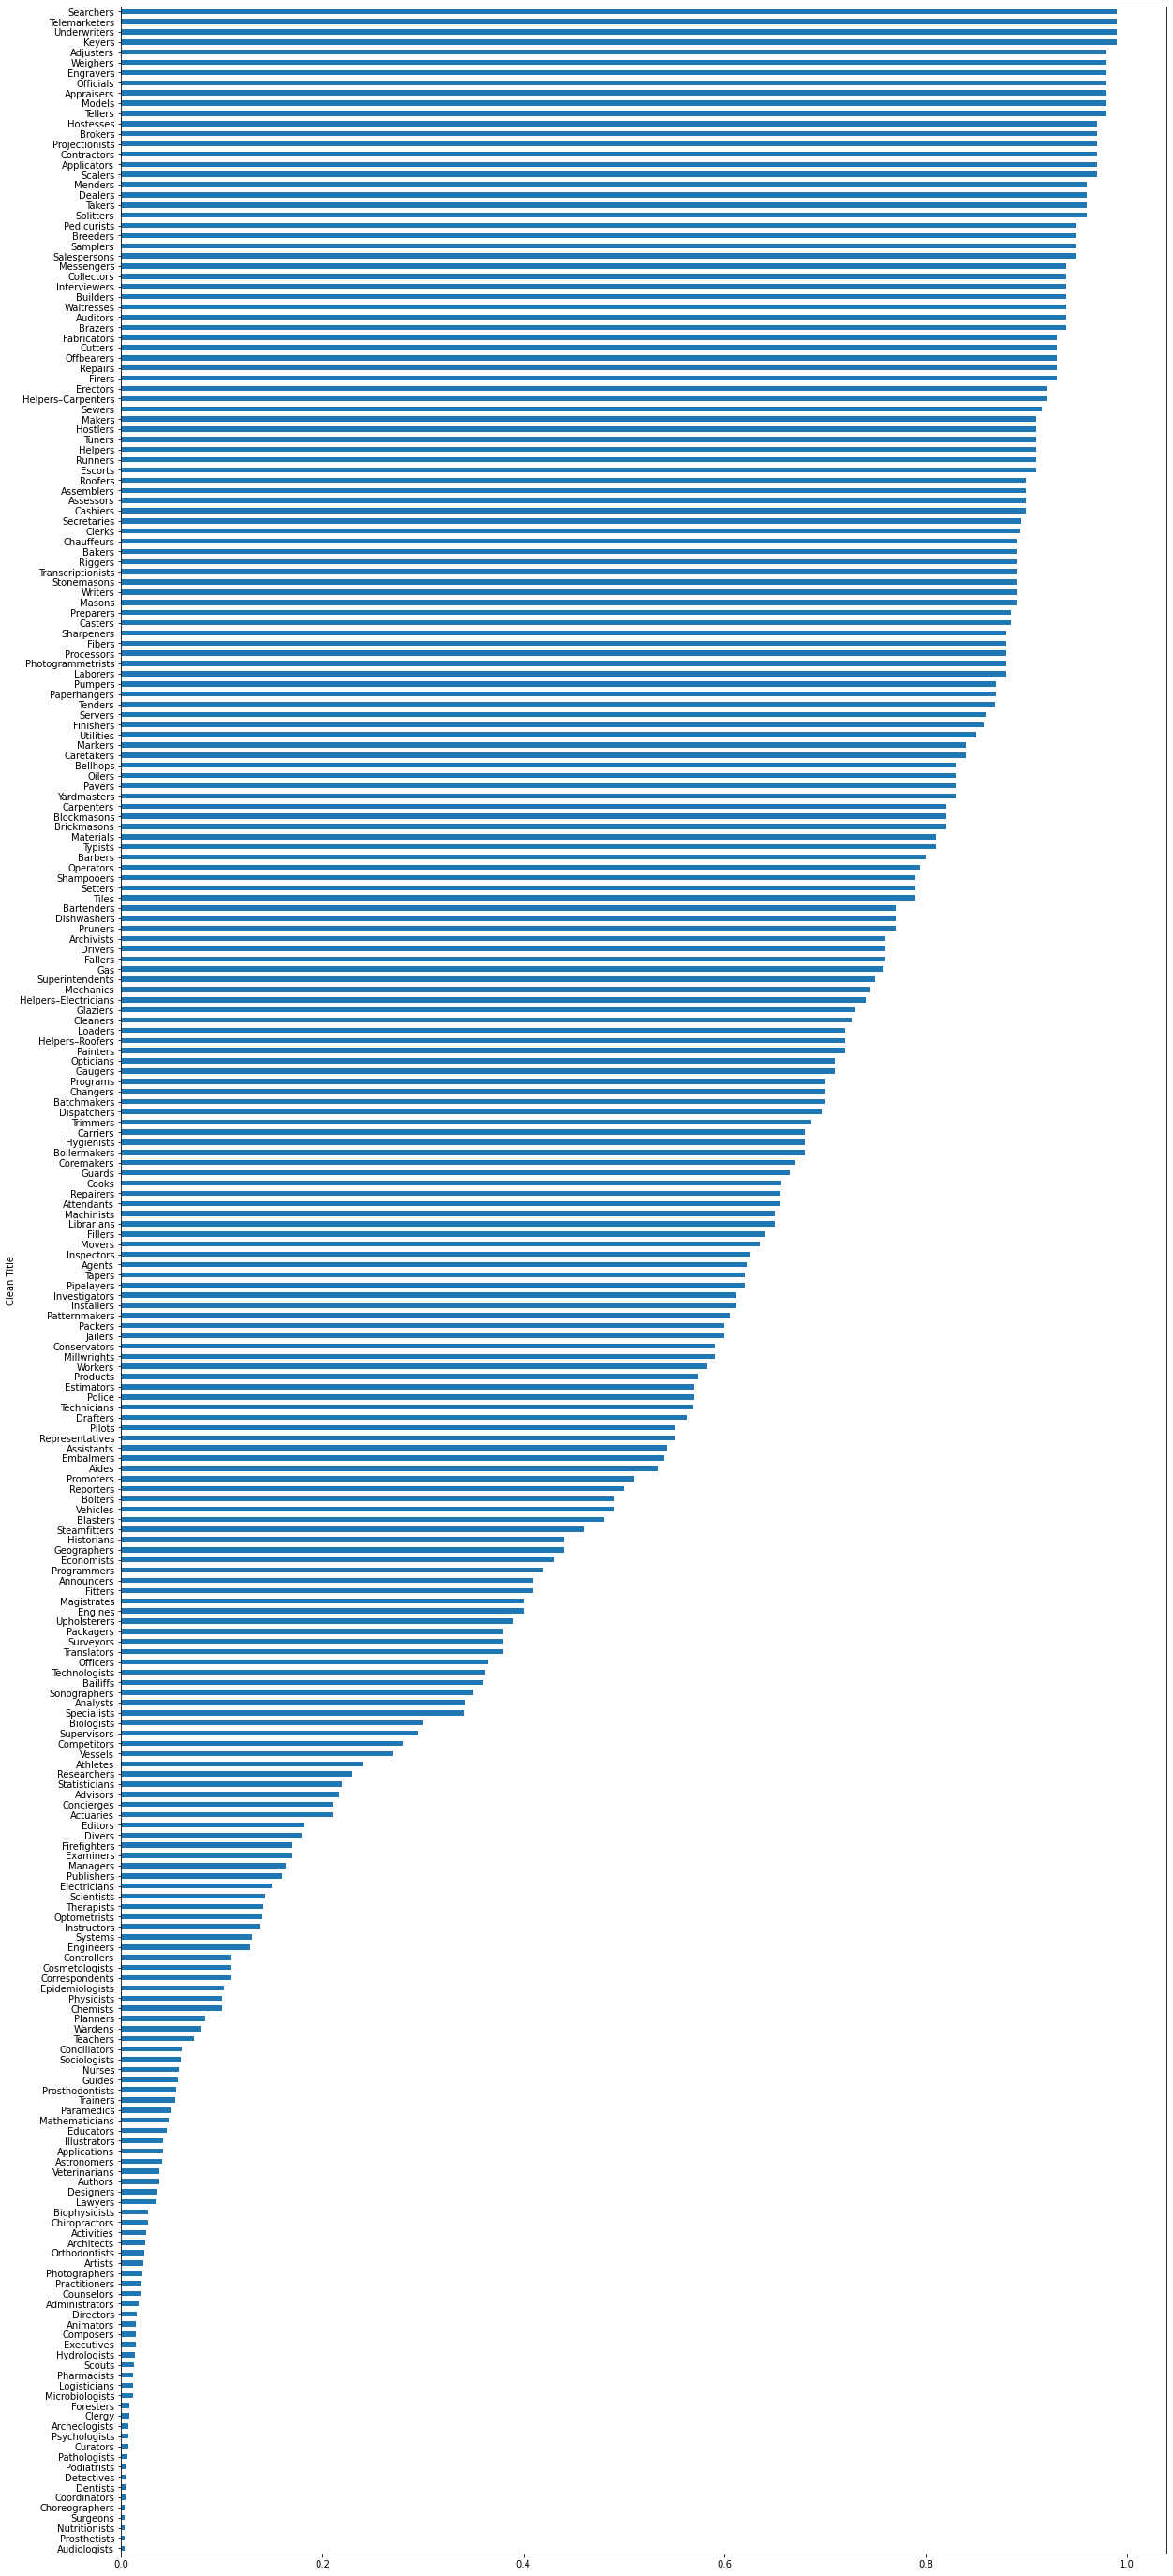 Searchers
Telemarketers
Underwriters
Keyers
Adjusters
Weighers
Engravers
Officials
Appraisers
Models
Tellers
Hostesses
Brokers
Projectionists
Contractors
Applicators
Scalers
Menders
Dealers
Takers
Splitters
Pedicurists
Breeders
Samplers
Salespersons
Messengers
Collectors
Interviewers
Builders
Waitresses
Auditors
Brazers
Fabricators
Cutters
Offbearers
Repairs
Firers
Erectors
Helpers–Carpenters
Sewers
Makers
Hostlers
Tuners
Helpers
Runners
Escorts
Roofers
Assemblers
Assessors
Cashiers
Secretaries
Clerks
Chauffeurs
Bakers
Riggers
Transcriptionists
Stonemasons
Writers
Masons
Preparers
Casters
Sharpeners
Fibers
Processors
Photogrammetrists
Laborers
Pumpers
Paperhangers
Tenders
Servers
Finishers
Utilities
Markers
Caretakers
Bellhops
Oilers
Pavers
Yardmasters
Carpenters
Blockmasons
Brickmasons
Materials
Typists
Barbers
Operators
Shampooers
Setters
Tiles
Bartenders
Dishwashers
Pruners
Archivists
Drivers
Fallers
Gas
Superintendents
Mechanics
Helpers–Electricians
Glaziers
Cleaners
Loaders
Helpers–Roofers
Painters
Opticians
Gaugers
Programs
Changers
Batchmakers
Dispatchers
Trimmers
Carriers
Hygienists
Boilermakers
Coremakers
Guards
Cooks
Repairers
Attendants
Machinists
Librarians
Fillers
Movers
Inspectors
Agents
Tapers
Pipelayers
Investigators
Installers
Patternmakers
Packers
Jailers
Conservators
Millwrights
Workers
Products
Estimators
Police
Technicians
Drafters
Pilots
Representatives
Assistants
Embalmers
Aides
Promoters
Reporters
Bolters
Vehicles
Blasters
Steamfitters
Historians
Geographers
Economists
Programmers
Announcers
Fitters
Magistrates
Engines
Upholsterers
Packagers
Surveyors
Translators
Officers
Technologists
Bailiffs
Sonographers
Analysts
Specialists
Biologists
Supervisors
Competitors
Vessels
Athletes
Researchers
Statisticians
Advisors
Concierges
Actuaries
Editors
Divers
Firefighters
Examiners
Managers
Publishers
Electricians
Scientists
Therapists
Optometrists
Instructors
Systems
Engineers
Controllers
Cosmetologists
Correspondents
Epidemiologists
Physicists
Chemists
Planners
Wardens
Teachers
Conciliators
Sociologists
Nurses
Guides
Prosthodontists
Trainers
Paramedics
Mathematicians
Educators
Illustrators
Applications
Astronomers
Veterinarians
Authors
Designers
Lawyers
Biophysicists
Chiropractors
Activities
Architects
Orthodontists
Artists
Photographers
Practitioners
Counselors
Administrators
Directors
Animators
Composers
Executives
Hydrologists
Scouts
Pharmacists
Logisticians
Microbiologists
Foresters
Clergy
Archeologists
Psychologists
Curators
Pathologists
Podiatrists
Detectives
Dentists
Coordinators
Choreographers
Surgeons
Nutritionists
Prosthetists
Audiologists
Clean Title
0.0 0.2 0.4 0.6 0.8 1.0